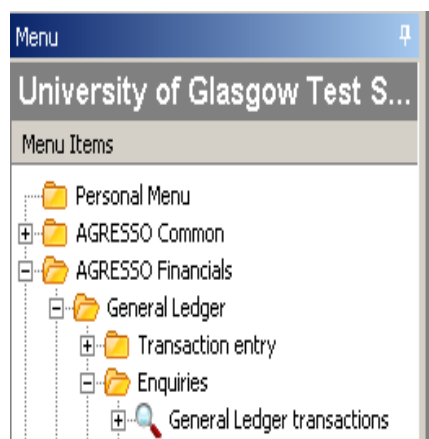 Menu
University of Glasgow Test S...
Menu Items
Personal Menu
AGRESSO Common
AGRESSO Financials
General Ledger
Transaction entry
Enquiries
General Ledger transactions